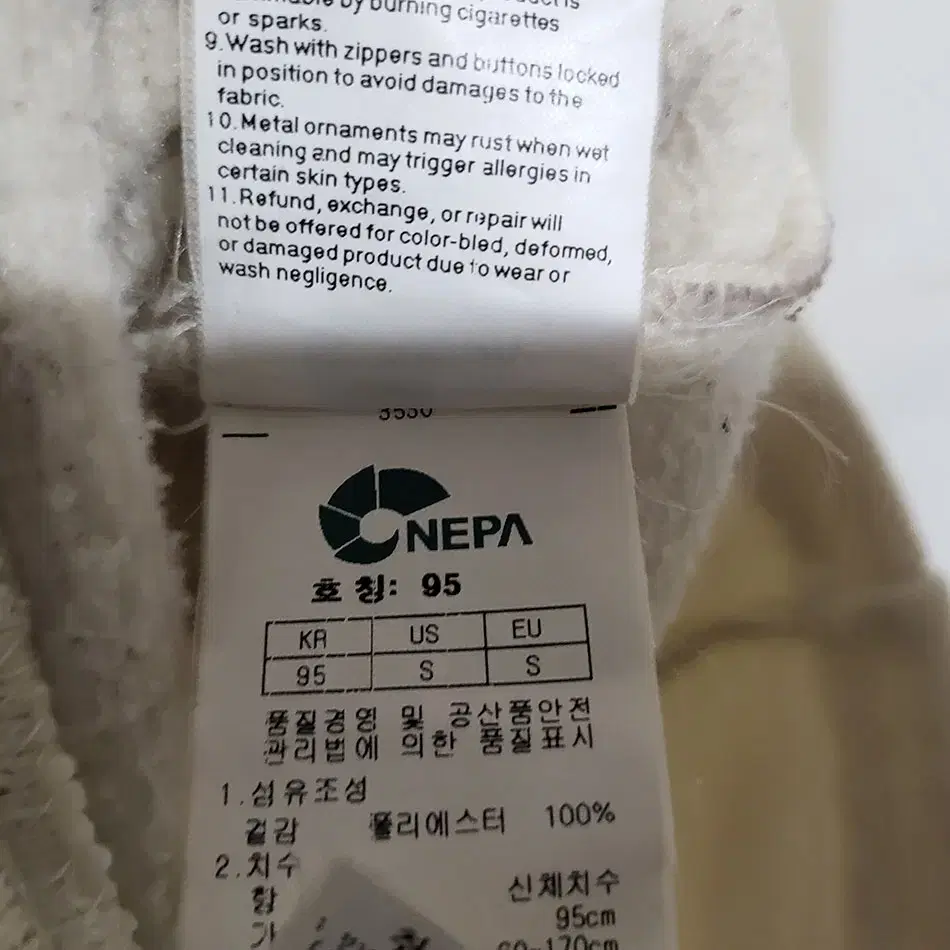 by burning cigarettes
or sparks.
9.Wash with zippers and buttons locked
in position to avoid damages to the
fabric.
10.Metal ornaments may rust when wet
cleaning and may trigger allergies in
certain skin types.
11.Refund, exchange, or repair will
not be offered for color-bled, deformed,
or damaged product due to wear or
wash negligence.
NEPA
호 칭: 95
KR US EU
95 S S
품질경영 및 공산품안전
관리법에 의한 품질표시
1.섬유조성
겉감 폴리에스터 100%
2.치수
신체치수
95cm
170cm